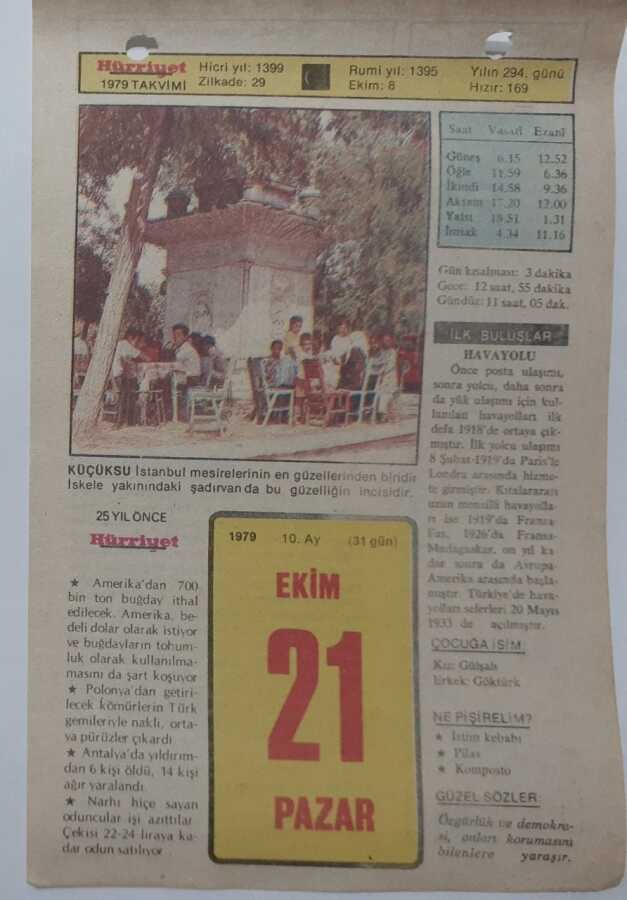 Hürriyet
1979 TAKVİMİ
Hicri yıl: 1399
Zilkade: 29
Rumi yıl: 1395
Ekim: 8
Yılın 294. günü
Hızır: 169
Saat Vasatî Ezanî
Güneş 6.15 12.52
Öğle 11.59 6.36
İkindi 14.58 9.36
Akşam 17.20 12.00
Yatsı 18.51 1.31
İmsak 4.34 11.16
Gün kısalması: 3 dakika
Gece: 12 saat, 55 dakika
Gündüz: 11 saat, 05 dak.
İLK BULUŞLAR
HAVAYOLU
Önce posta ulaşımı,
sonra yolcu, daha sonra
da yük ulaşımı için kul-
lanılan havayolları ilk
defa 1918'de ortaya çık-
mıştır. İlk yolcu ulaşımı
8 Şubat 1919'da Paris'le
Londra arasında hizme-
te girmiştir. Kıtalararası
uzun menzilli havayolla-
rı ise 1919'da Fransa
Fas, 1926'da Fransa-
Madagaskar, on yıl ka-
dar sonra da Avrupa-
Amerika arasında başla-
mıştır. Türkiye'de hava-
yolları seferleri 20 Mayıs
1933 de açılmıştır.
KÜÇÜKSU İstanbul mesirelerinin en güzellerinden biridir
İskele yakınındaki şadırvan da bu güzelliğin incisidir.
25 YIL ÖNCE
Hürriyet
★ Amerika'dan 700
bin ton buğday ithal
edilecek. Amerika, be-
deli dolar olarak istiyor
ve buğdayların tohum-
luk olarak kullanılma-
masını da şart koşuyor
★ Polonya'dan getiri-
lecek kömürlerin Türk
gemileriyle nakli, orta-
ya pürüzler çıkardı
★ Antalya'da yıldırım-
dan 6 kişi öldü, 14 kişi
ağır yaralandı
★ Narhı hiçe sayan
oduncular işi azıttılar
Çekisi 22-24 liraya ka-
dar odun satılıyor
1979 10. Ay (31 gün)
EKİM
21
PAZAR
ÇOCUĞA İSİM
Kız: Gülşah
Erkek: Göktürk
NE PİŞİRELİM?
★ İslim kebabı
★ Pilav
★ Komposto
GÜZEL SÖZLER
Özgürlük ve demokra-
si, onları korumasını
bilenlere yaraşır.